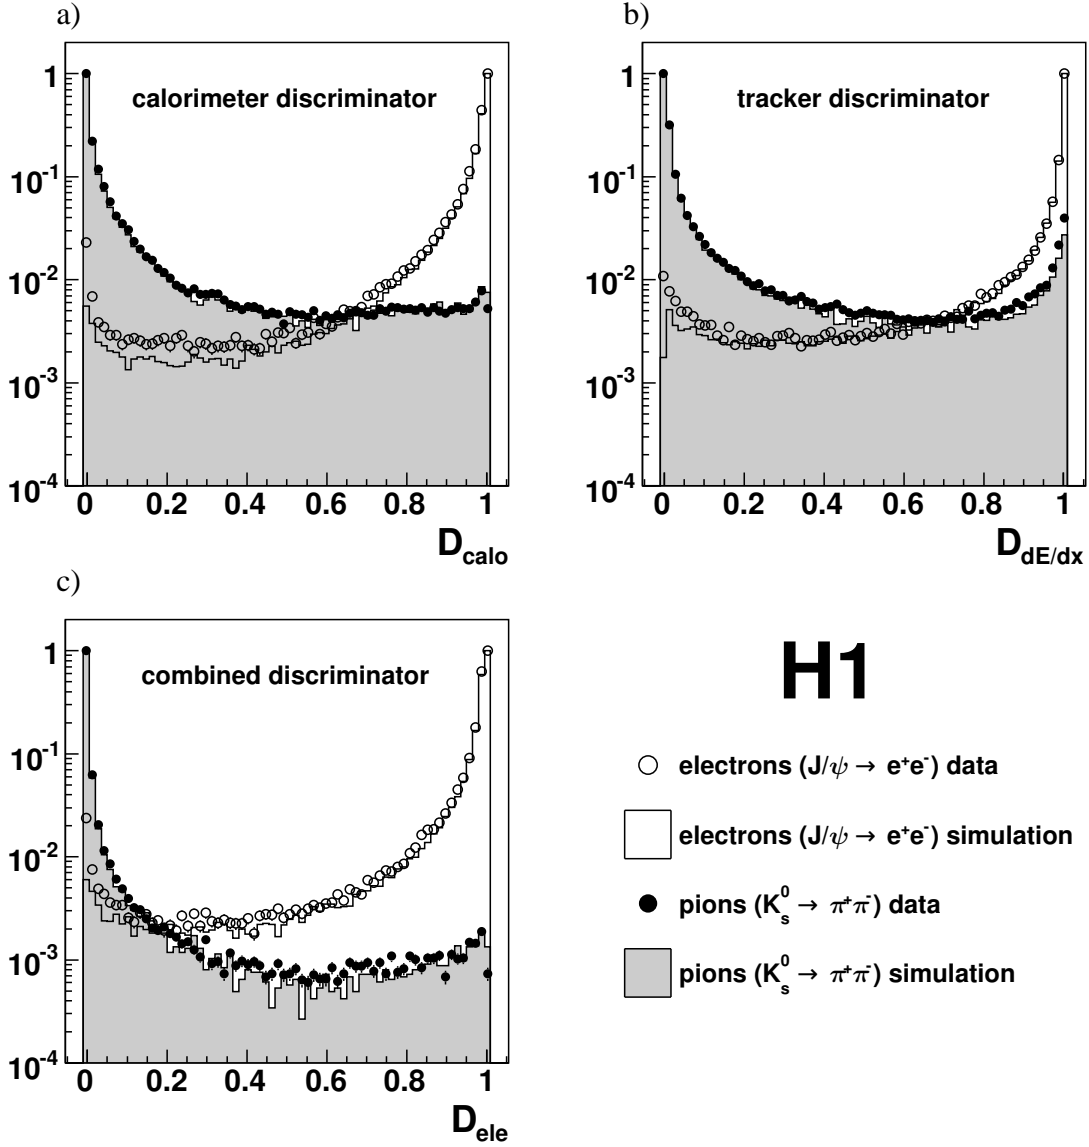 a)
calorimeter discriminator
1
10⁻¹
10⁻²
10⁻³
10⁻⁴
0 0.2 0.4 0.6 0.8 1
D_calo
b)
tracker discriminator
1
10⁻¹
10⁻²
10⁻³
10⁻⁴
0 0.2 0.4 0.6 0.8 1
D_dE/dx
c)
combined discriminator
1
10⁻¹
10⁻²
10⁻³
10⁻⁴
0 0.2 0.4 0.6 0.8 1
D_ele
H1
electrons (J/ψ → e⁺e⁻) data
electrons (J/ψ → e⁺e⁻) simulation
pions (K⁰ₛ → π⁺π⁻) data
pions (K⁰ₛ → π⁺π⁻) simulation